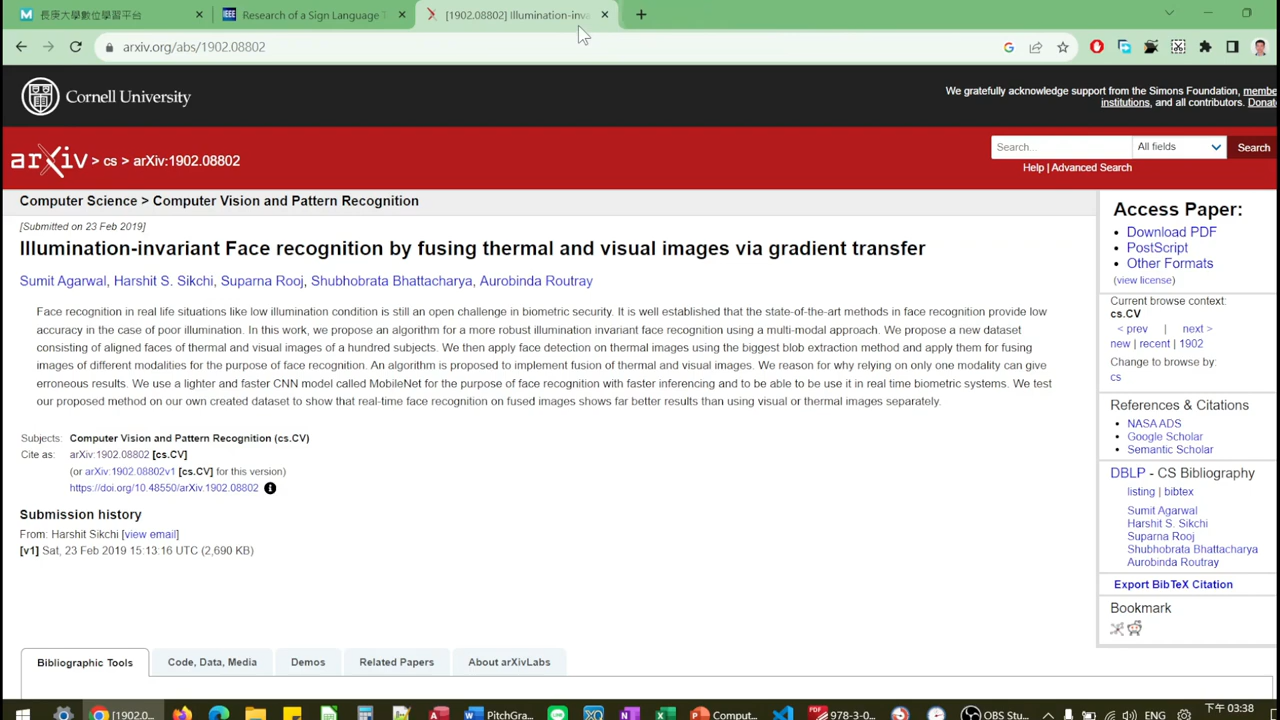 長庚大學數位學習平台
Research of a Sign Language T
[1902.08802] Illumination-inva
arxiv.org/abs/1902.08802
Cornell University
We gratefully acknowledge support from the Simons Foundation, membe
institutions, and all contributors. Donat
arXiv > cs > arXiv:1902.08802
Search...
All fields
Search
Help | Advanced Search
Computer Science > Computer Vision and Pattern Recognition
[Submitted on 23 Feb 2019]
Illumination-invariant Face recognition by fusing thermal and visual images via gradient transfer
Sumit Agarwal, Harshit S. Sikchi, Suparna Rooj, Shubhobrata Bhattacharya, Aurobinda Routray
Face recognition in real life situations like low illumination condition is still an open challenge in biometric security. It is well established that the state-of-the-art methods in face recognition provide low
accuracy in the case of poor illumination. In this work, we propose an algorithm for a more robust illumination invariant face recognition using a multi-modal approach. We propose a new dataset
consisting of aligned faces of thermal and visual images of a hundred subjects. We then apply face detection on thermal images using the biggest blob extraction method and apply them for fusing
images of different modalities for the purpose of face recognition. An algorithm is proposed to implement fusion of thermal and visual images. We reason for why relying on only one modality can give
erroneous results. We use a lighter and faster CNN model called MobileNet for the purpose of face recognition with faster inferencing and to be able to use it in real time biometric systems. We test
our proposed method on our own created dataset to show that real-time face recognition on fused images shows far better results than using visual or thermal images separately.
Subjects: Computer Vision and Pattern Recognition (cs.CV)
Cite as: arXiv:1902.08802 [cs.CV]
(or arXiv:1902.08802v1 [cs.CV] for this version)
https://doi.org/10.48550/arXiv.1902.08802
Submission history
From: Harshit Sikchi [view email]
[v1] Sat, 23 Feb 2019 15:13:16 UTC (2,690 KB)
Access Paper:
Download PDF
PostScript
Other Formats
(view license)
Current browse context:
cs.CV
< prev | next >
new | recent | 1902
Change to browse by:
cs
References & Citations
NASA ADS
Google Scholar
Semantic Scholar
DBLP - CS Bibliography
listing | bibtex
Sumit Agarwal
Harshit S. Sikchi
Suparna Rooj
Shubhobrata Bhattacharya
Aurobinda Routray
Export BibTeX Citation
Bookmark
Bibliographic Tools
Code, Data, Media
Demos
Related Papers
About arXivLabs
[1902.0...
PitchGra...
Comput...
978-3-0...
OBS Stu...
ENG
下午 03:38